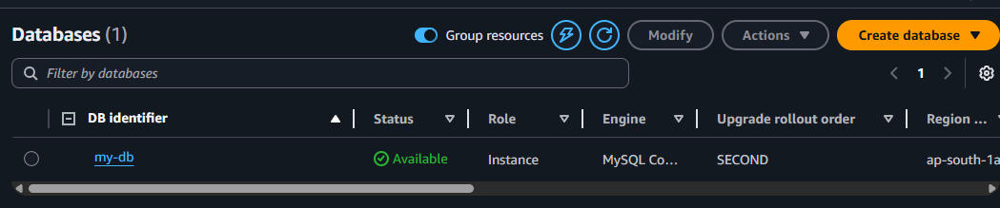 Databases (1) Group resources Modify Actions Create database
Filter by databases 1
DB identifier Status Role Engine Upgrade rollout order Region ...
my-db Available Instance MySQL Co... SECOND ap-south-1a